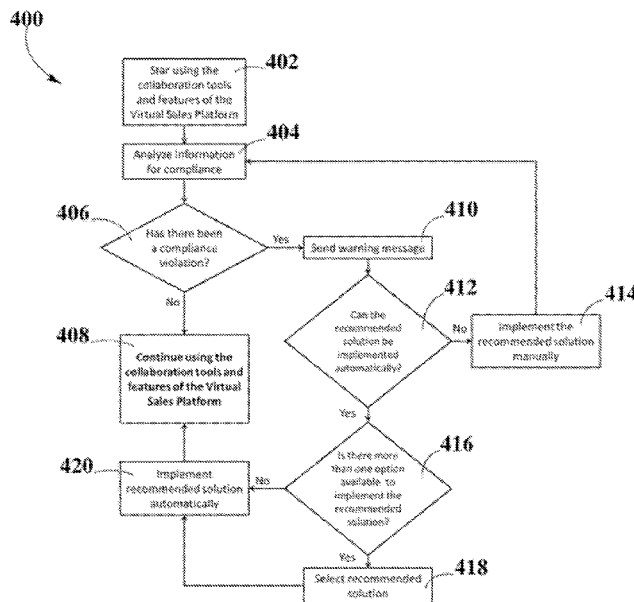 400
402
Star using the
collaboration tools
and features of the
Virtual Sales Platform
404
Analyze information
for compliance
406
Has there been
a compliance
violation?
Yes
410
Send warning message
No
412
Can the
recommended
solution be
implemented
automatically?
No
414
Implement the
recommended solution
manually
408
Continue using the
collaboration tools and
features of the Virtual
Sales Platform
Yes
416
Is there more
than one option
available to
implement the
recommended
solution?
No
420
Implement
recommended solution
automatically
Yes
418
Select recommended
solution